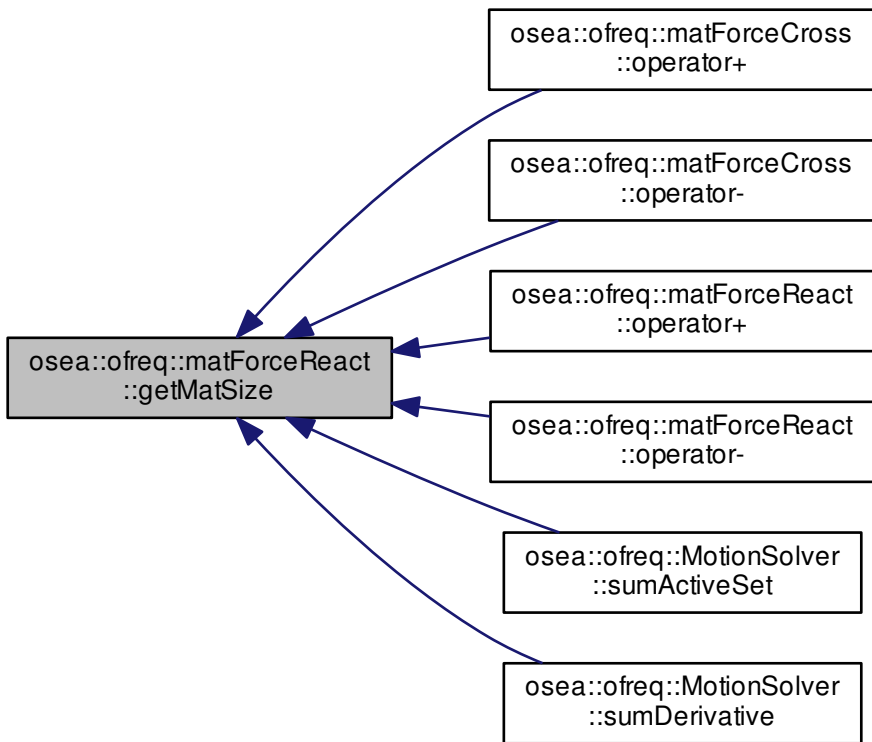 osea::ofreq::matForceCross
::operator+
osea::ofreq::matForceCross
::operator-
osea::ofreq::matForceReact
::operator+
osea::ofreq::matForceReact
::getMatSize
osea::ofreq::matForceReact
::operator-
osea::ofreq::MotionSolver
::sumActiveSet
osea::ofreq::MotionSolver
::sumDerivative